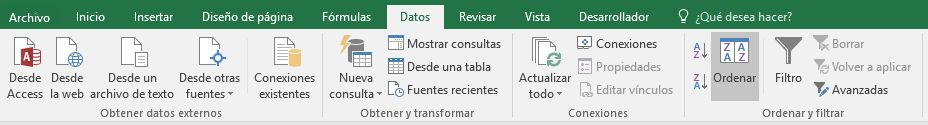 Archivo Inicio Insertar Diseño de página Fórmulas Datos Revisar Vista Desarrollador ¿Qué desea hacer?
Desde Access
Desde la web
Desde un archivo de texto
Desde otras fuentes
Conexiones existentes
Obtener datos externos
Nueva consulta
Mostrar consultas
Desde una tabla
Fuentes recientes
Obtener y transformar
Actualizar todo
Conexiones
Propiedades
Editar vínculos
Conexiones
A Z
Z A
Z A A Z
Ordenar
Filtro
Borrar
Volver a aplicar
Avanzadas
Ordenar y filtrar